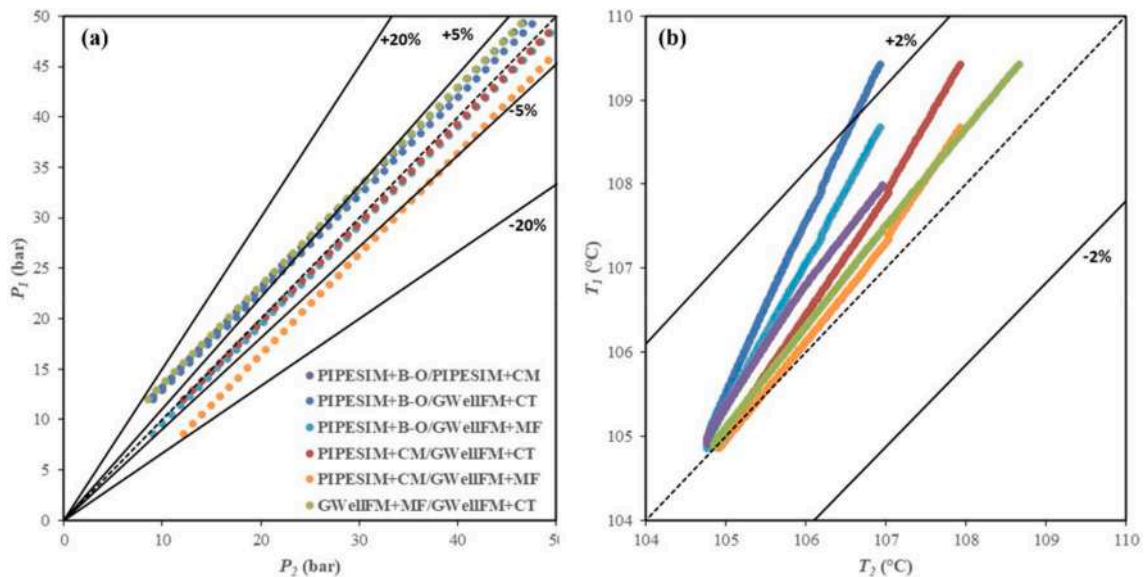 (a)
+20%
+5%
-5%
-20%
50
45
40
35
30
25
20
15
10
5
0
P1 (bar)
0 10 20 30 40 50
P2 (bar)
PIPESIM+B-O/PIPESIM+CM
PIPESIM+B-O/GWellFM+CT
PIPESIM+B-O/GWellFM+MF
PIPESIM+CM/GWellFM+CT
PIPESIM+CM/GWellFM+MF
GWellFM+MF/GWellFM+CT
(b)
+2%
-2%
110
109
108
107
106
105
104
T1 (°C)
104 105 106 107 108 109 110
T2 (°C)